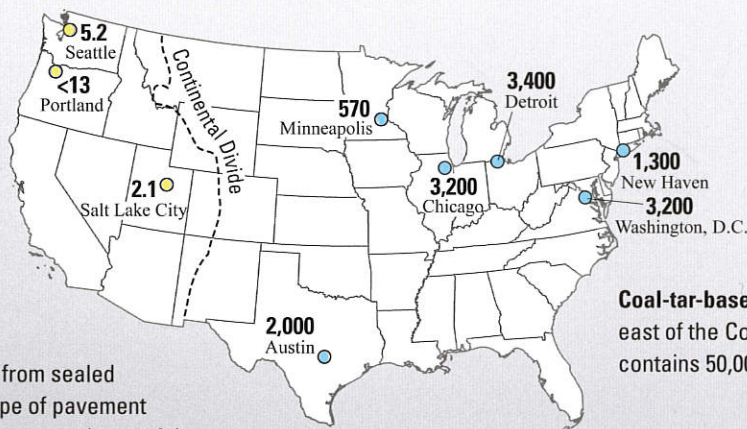 5.2
Seattle
<13
Portland
Continental Divide
2.1
Salt Lake City
570
Minneapolis
3,400
Detroit
3,200
Chicago
1,300
New Haven
3,200
Washington, D.C.
2,000
Austin
Coal-tar-base
east of the Co
contains 50,00
from sealed
pe of pavement